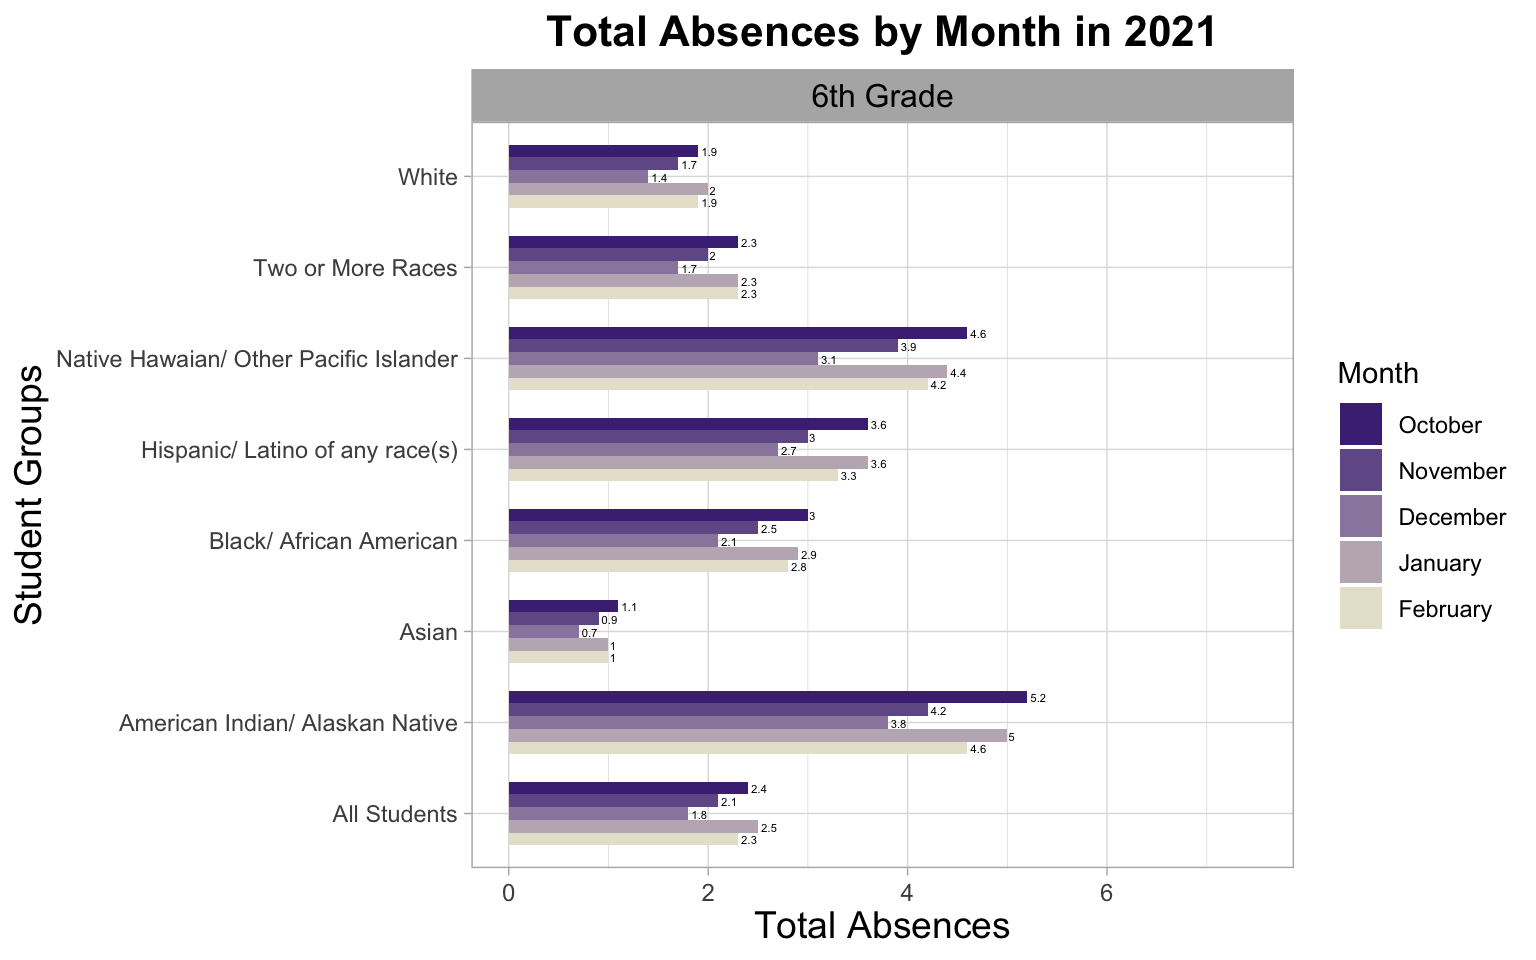 Total Absences by Month in 2021
6th Grade
Student Groups
White
1.9
1.7
1.4
2
1.9
Two or More Races
2.3
2
1.7
2.3
2.3
Native Hawaian/ Other Pacific Islander
4.6
3.9
3.1
4.4
4.2
Hispanic/ Latino of any race(s)
3.6
3
2.7
3.6
3.3
Black/ African American
3
2.5
2.1
2.9
2.8
Asian
1.1
0.9
0.7
1
1
American Indian/ Alaskan Native
5.2
4.2
3.8
5
4.6
All Students
2.4
2.1
1.8
2.5
2.3
0 2 4 6
Total Absences
Month
October
November
December
January
February